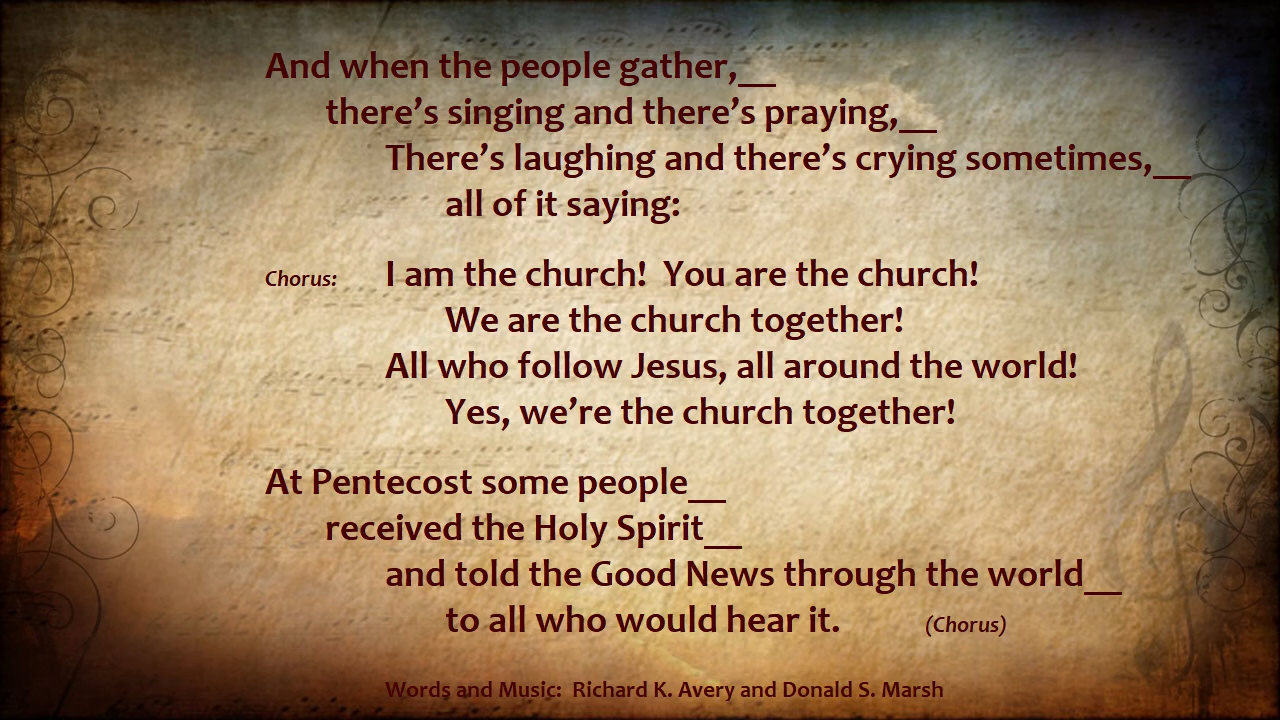 And when the people gather,__
there’s singing and there’s praying,__
There’s laughing and there’s crying sometimes,__
all of it saying:
Chorus: I am the church!  You are the church!
We are the church together!
All who follow Jesus, all around the world!
Yes, we’re the church together!
At Pentecost some people__
received the Holy Spirit__
and told the Good News through the world__
to all who would hear it. (Chorus)
Words and Music:  Richard K. Avery and Donald S. Marsh